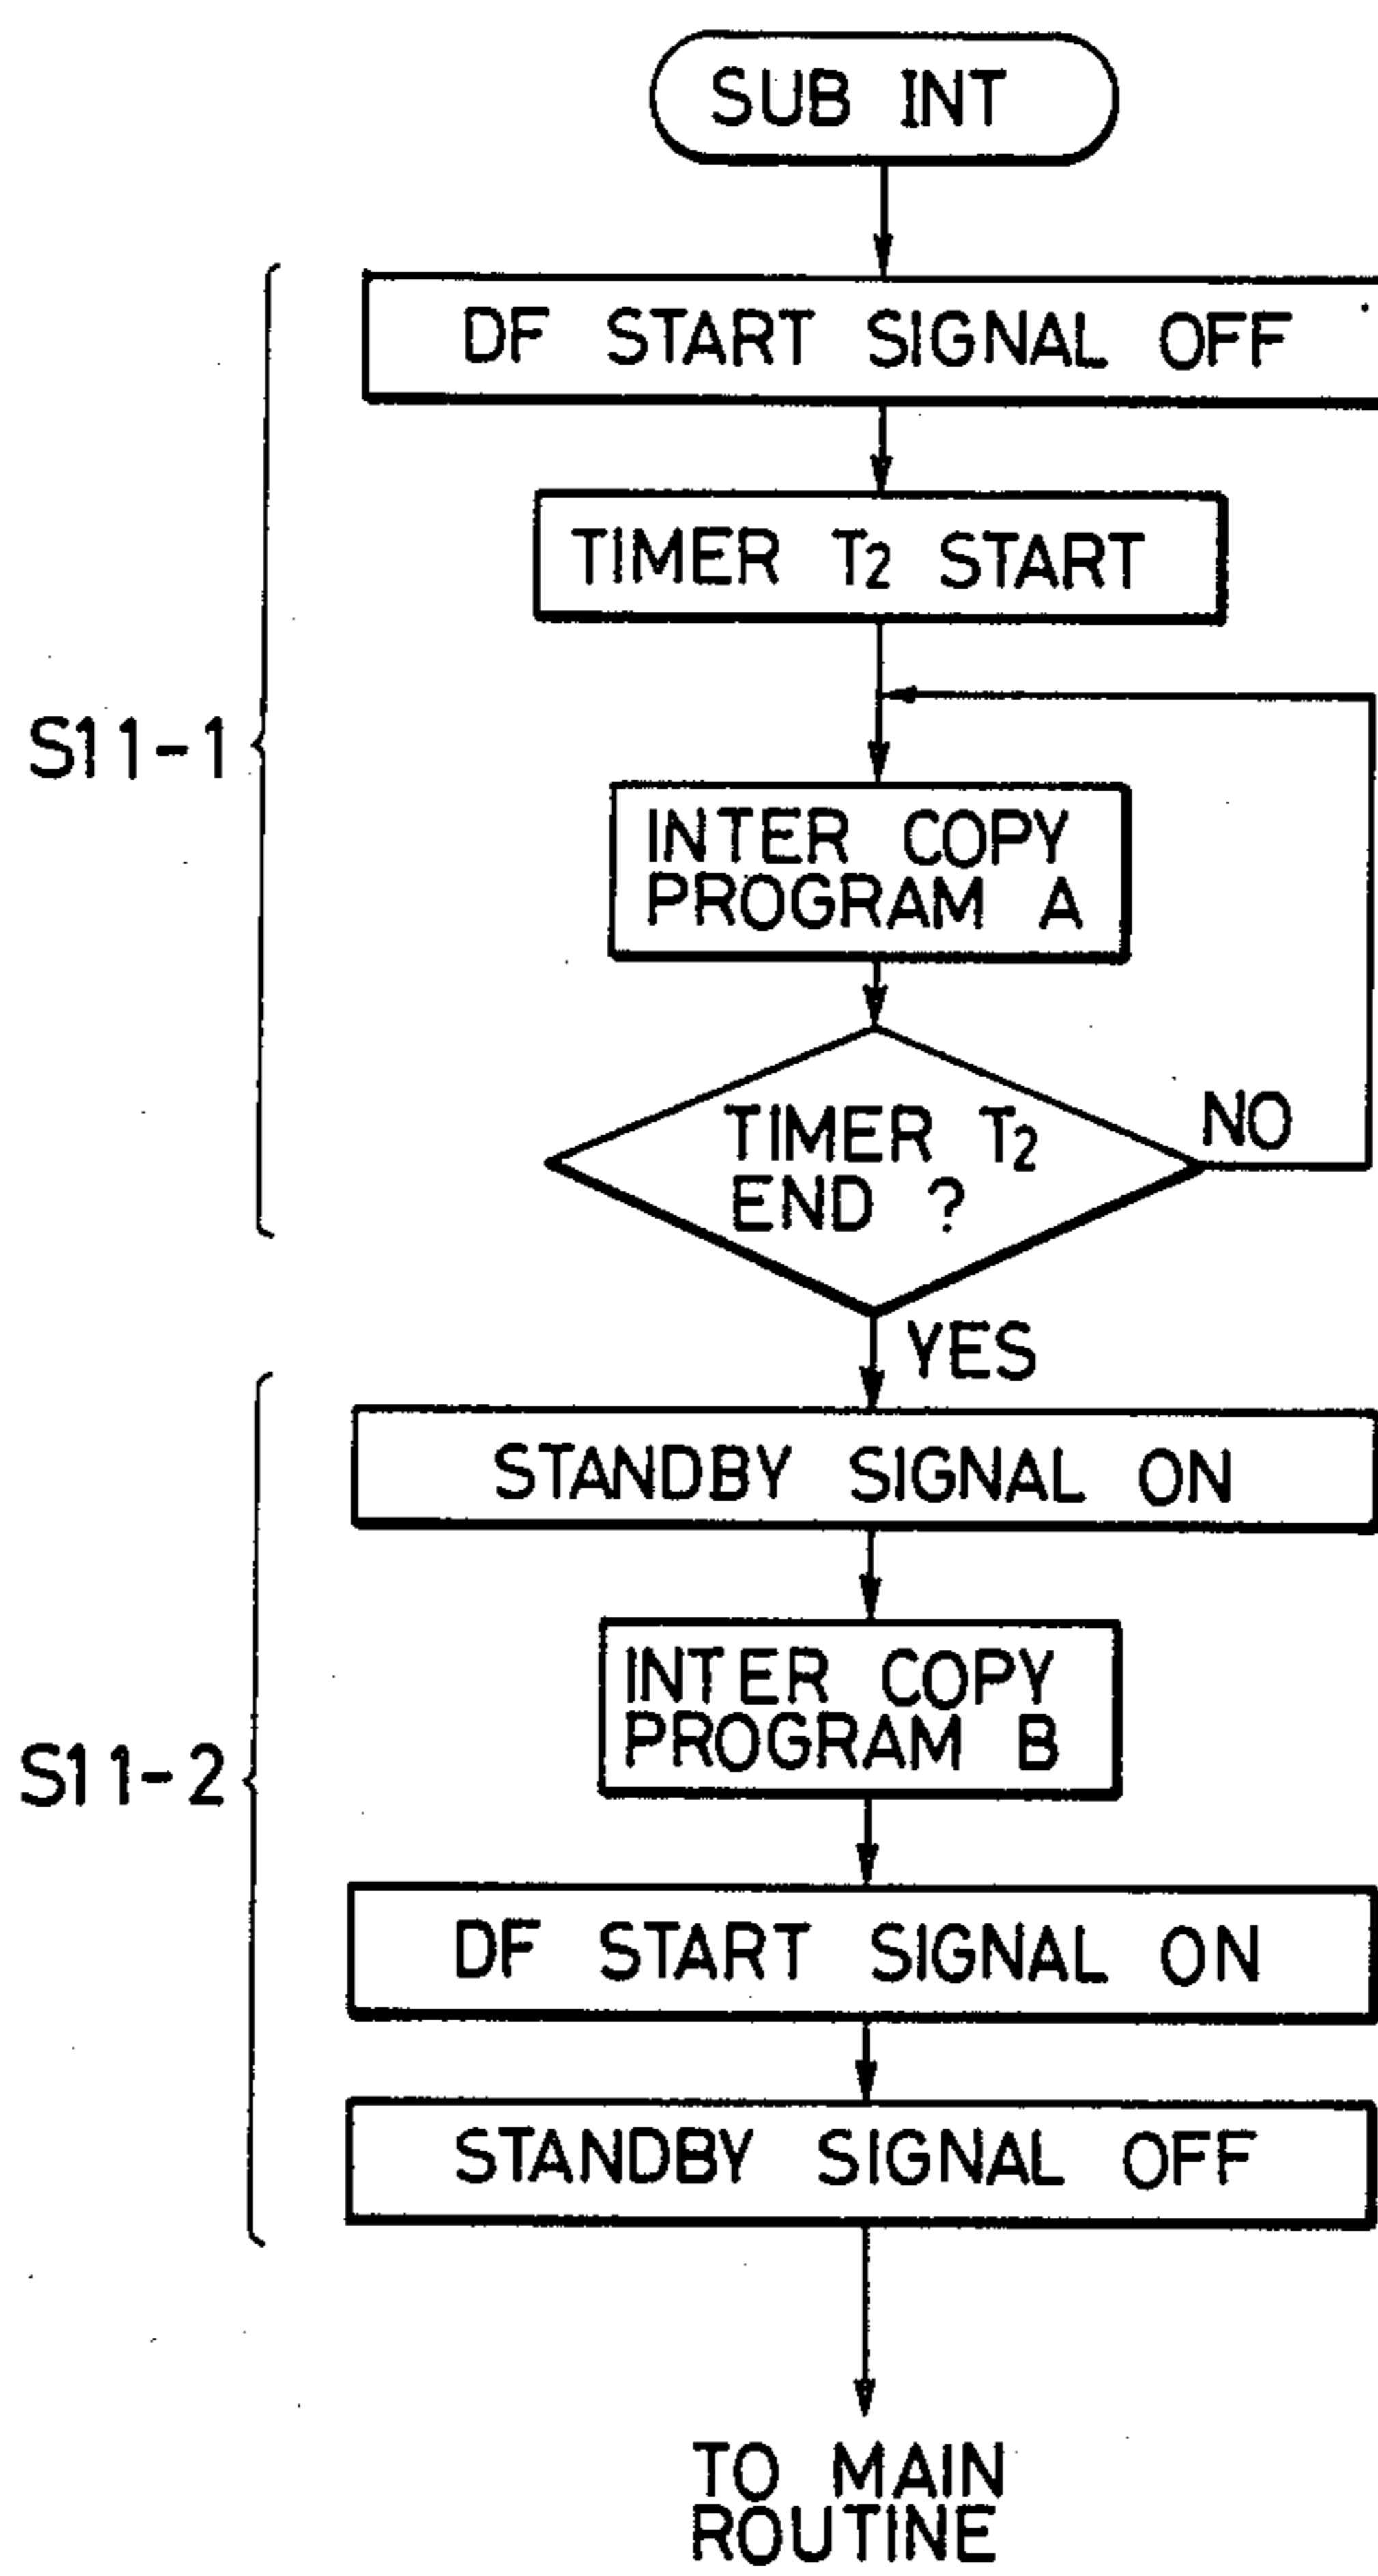 SUB INT
DF START SIGNAL OFF
TIMER T2 START
S11-1
INTER COPY
PROGRAM A
TIMER T2
END ?
NO
YES
STANDBY SIGNAL ON
INTER COPY
PROGRAM B
S11-2
DF START SIGNAL ON
STANDBY SIGNAL OFF
TO MAIN
ROUTINE